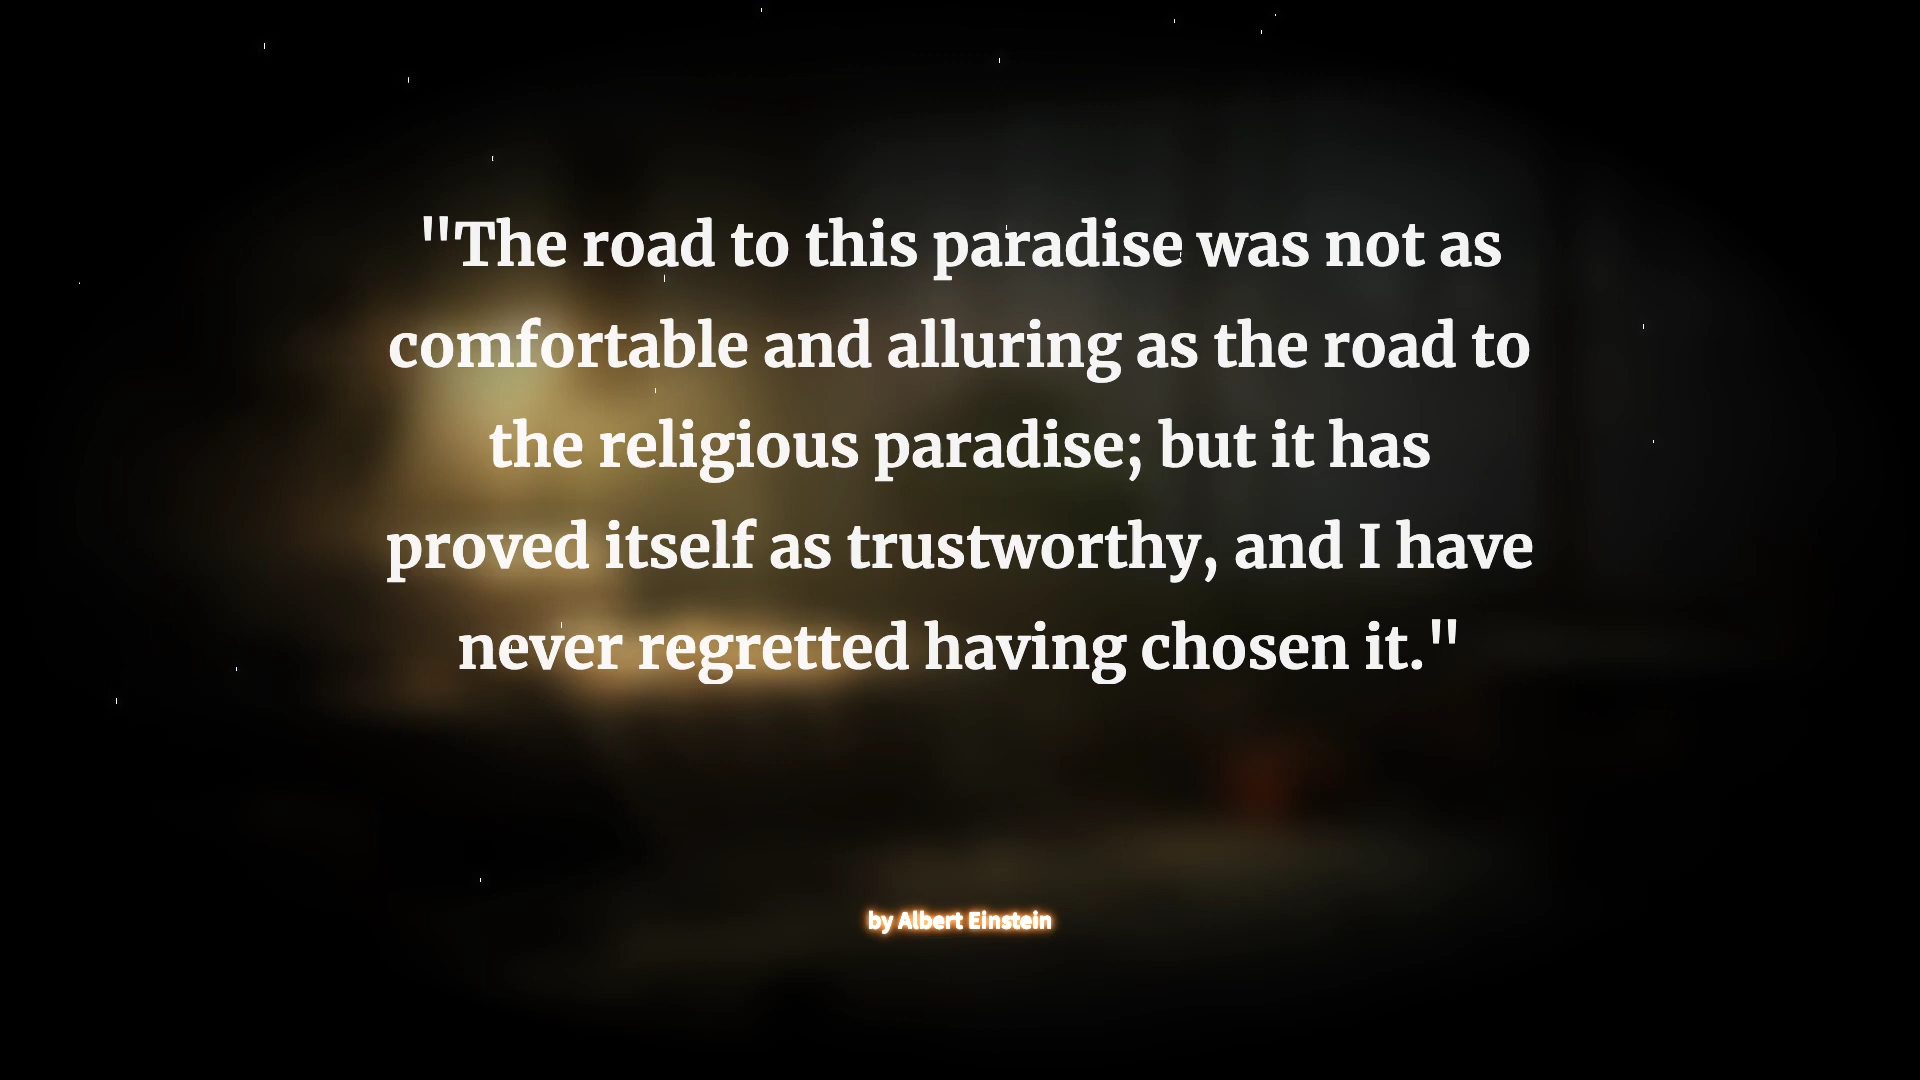 "The road to this paradise was not as
comfortable and alluring as the road to
the religious paradise; but it has
proved itself as trustworthy, and I have
never regretted having chosen it."
by Albert Einstein